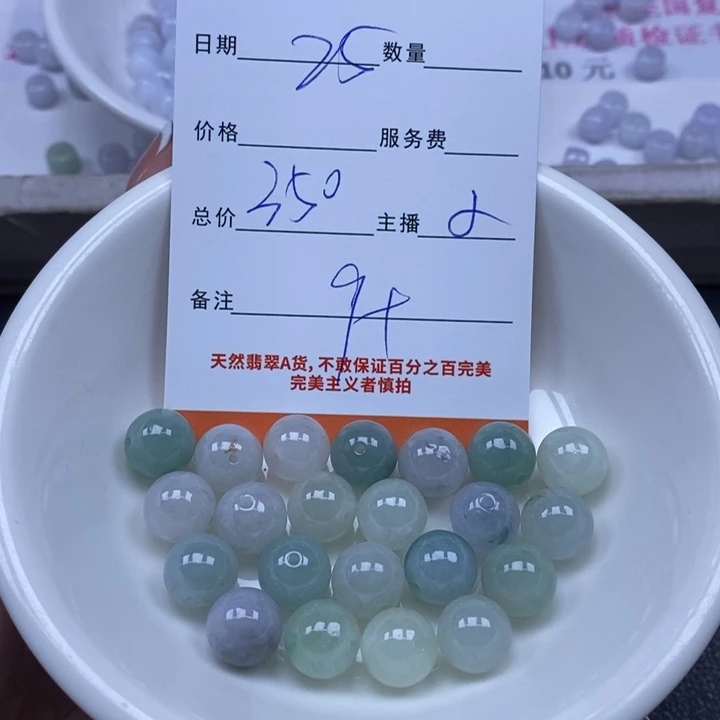 日期 25 数量
价格 服务费
总价 350 主播
备注 9+
天然翡翠A货,不敢保证百分之百完美
完美主义者慎拍
10 元